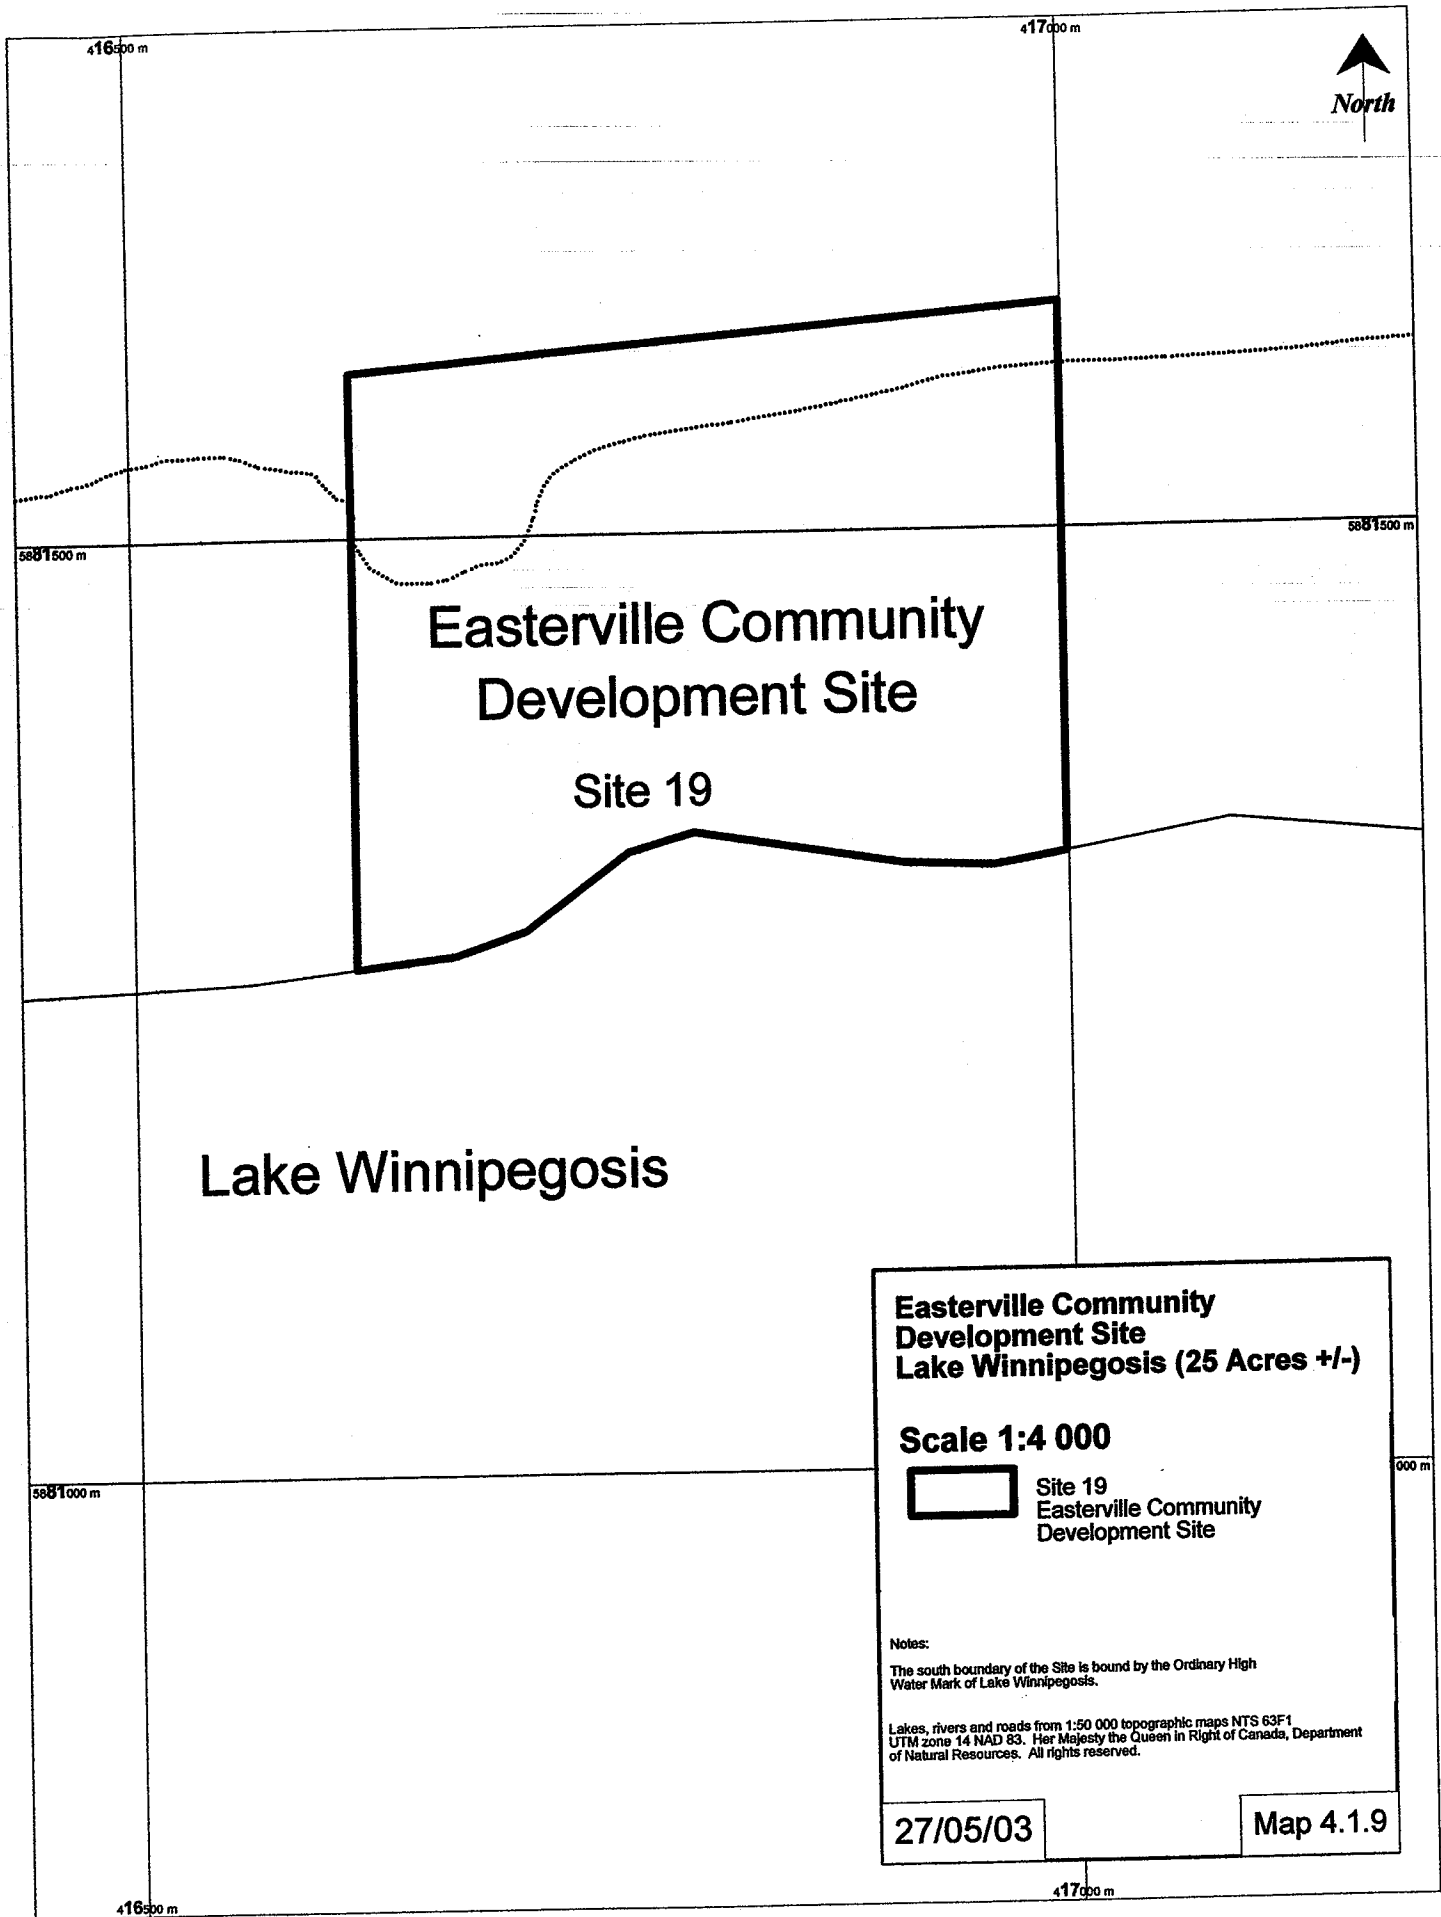 416500 m
417000 m
North
5881500 m
5881500 m
Easterville Community
Development Site
Site 19
Lake Winnipegosis
Easterville Community
Development Site
Lake Winnipegosis (25 Acres +/-)
Scale 1:4 000
5881000 m
000 m
Site 19
Easterville Community
Development Site
Notes:
The south boundary of the Site is bound by the Ordinary High
Water Mark of Lake Winnipegosis.
Lakes, rivers and roads from 1:50 000 topographic maps NTS 63F1
UTM zone 14 NAD 83. Her Majesty the Queen in Right of Canada, Department
of Natural Resources. All rights reserved.
27/05/03
Map 4.1.9
416500 m
417000 m